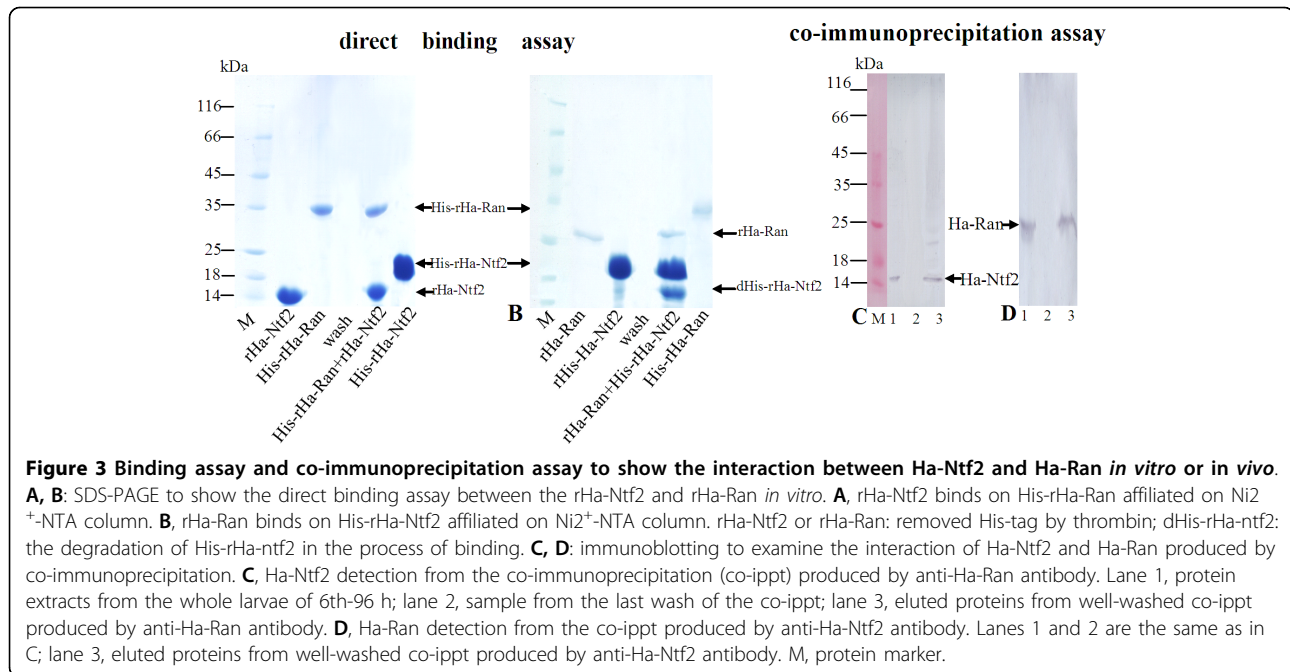 direct binding assay
co-immunoprecipitation assay
kDa
116
66
45
35
25
18
14
His-rHa-Ran
His-rHa-Ntf2
rHa-Ntf2
M
rHa-Ntf2
His-rHa-Ran
wash
His-rHa-Ran+rHa-Ntf2
His-rHa-Ntf2
B
rHa-Ran
dHis-rHa-Ntf2
M
rHa-Ran
rHis-Ha-Ntf2
wash
rHa-Ran+His-rHa-Ntf2
His-rHa-Ran
kDa
116
66
45
35
25
18
14
Ha-Ran
Ha-Ntf2
C M 1 2 3
D 1 2 3
Figure 3 Binding assay and co-immunoprecipitation assay to show the interaction between Ha-Ntf2 and Ha-Ran in vitro or in vivo.
A, B: SDS-PAGE to show the direct binding assay between the rHa-Ntf2 and rHa-Ran in vitro. A, rHa-Ntf2 binds on His-rHa-Ran affiliated on Ni2
+-NTA column. B, rHa-Ran binds on His-rHa-Ntf2 affiliated on Ni2+-NTA column. rHa-Ntf2 or rHa-Ran: removed His-tag by thrombin; dHis-rHa-ntf2:
the degradation of His-rHa-ntf2 in the process of binding. C, D: immunoblotting to examine the interaction of Ha-Ntf2 and Ha-Ran produced by
co-immunoprecipitation. C, Ha-Ntf2 detection from the co-immunoprecipitation (co-ippt) produced by anti-Ha-Ran antibody. Lane 1, protein
extracts from the whole larvae of 6th-96 h; lane 2, sample from the last wash of the co-ippt; lane 3, eluted proteins from well-washed co-ippt
produced by anti-Ha-Ran antibody. D, Ha-Ran detection from the co-ippt produced by anti-Ha-Ntf2 antibody. Lanes 1 and 2 are the same as in
C; lane 3, eluted proteins from well-washed co-ippt produced by anti-Ha-Ntf2 antibody. M, protein marker.